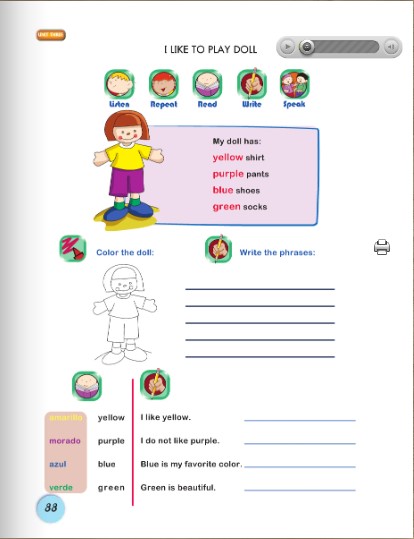 UNIT THREE
I LIKE TO PLAY DOLL
Listen
Repeat
Read
Write
Speak
My doll has:
yellow shirt
purple pants
blue shoes
green socks
Color the doll:
Write the phrases:
amarillo yellow I like yellow.
morado purple I do not like purple.
azul blue Blue is my favorite color.
verde green Green is beautiful.
33